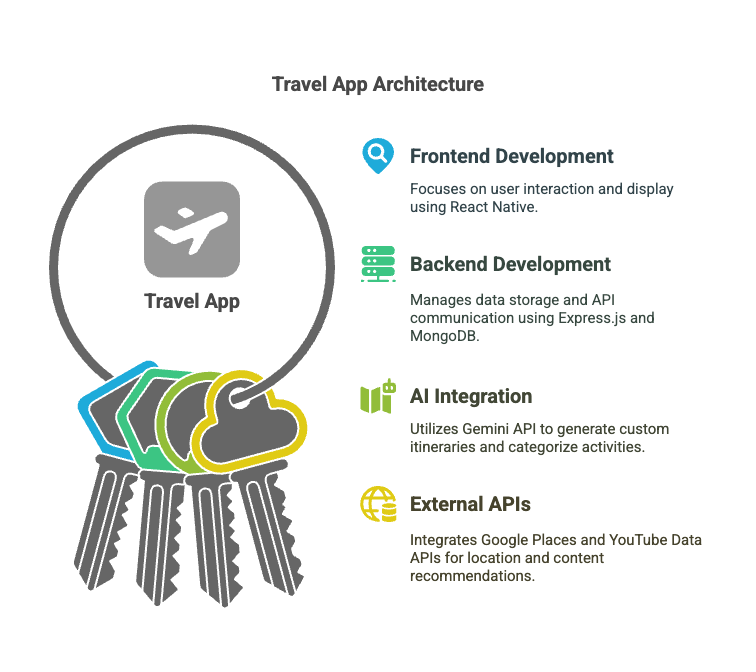 Travel App Architecture
Travel App
Frontend Development
Focuses on user interaction and display
using React Native.
Backend Development
Manages data storage and API
communication using Express.js and
MongoDB.
AI Integration
Utilizes Gemini API to generate custom
itineraries and categorize activities.
External APIs
Integrates Google Places and YouTube Data
APIs for location and content
recommendations.